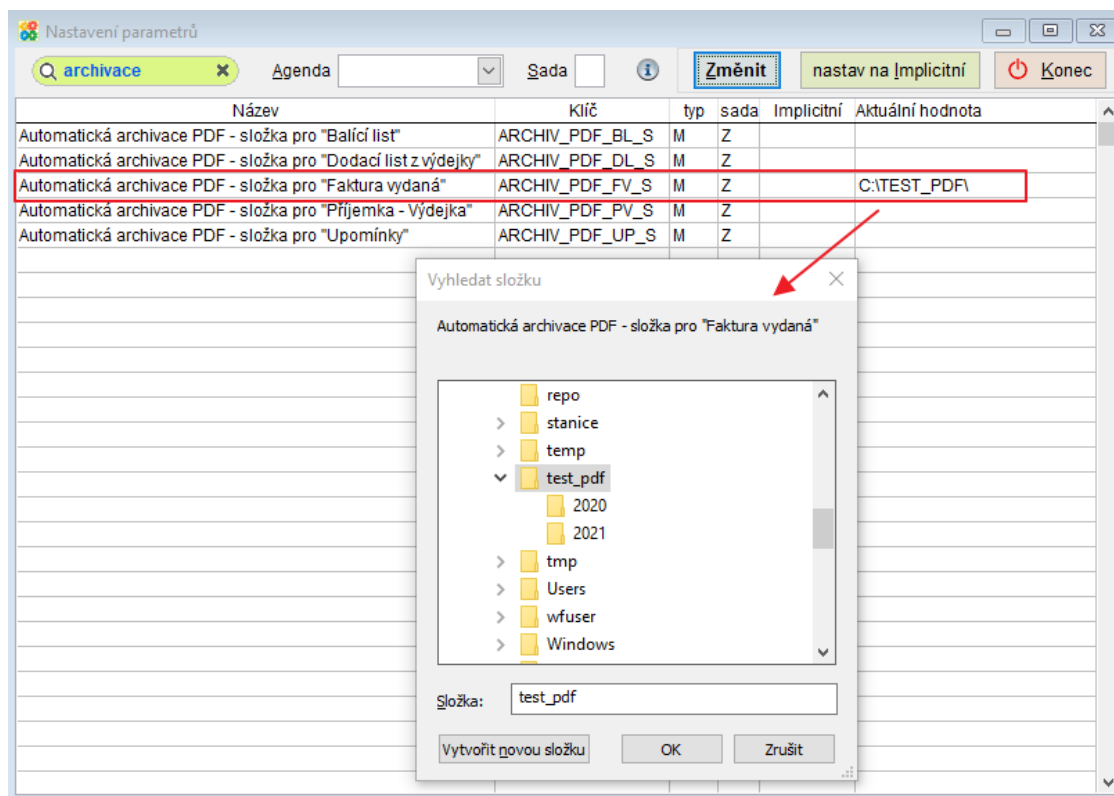 Nastavení parametrů
archivace Agenda Sada Změnit nastav na Implicitní Konec
Název Klíč typ sada Implicitní Aktuální hodnota
Automatická archivace PDF - složka pro "Balící list" ARCHIV_PDF_BL_S M Z
Automatická archivace PDF - složka pro "Dodací list z výdejky" ARCHIV_PDF_DL_S M Z
Automatická archivace PDF - složka pro "Faktura vydaná" ARCHIV_PDF_FV_S M Z C:\TEST_PDF\
Automatická archivace PDF - složka pro "Příjemka - Výdejka" ARCHIV_PDF_PV_S M Z
Automatická archivace PDF - složka pro "Upomínky" ARCHIV_PDF_UP_S M Z
Vyhledat složku
Automatická archivace PDF - složka pro "Faktura vydaná"
repo
stanice
temp
test_pdf
2020
2021
tmp
Users
wfuser
Windows
Složka: test_pdf
Vytvořit novou složku OK Zrušit